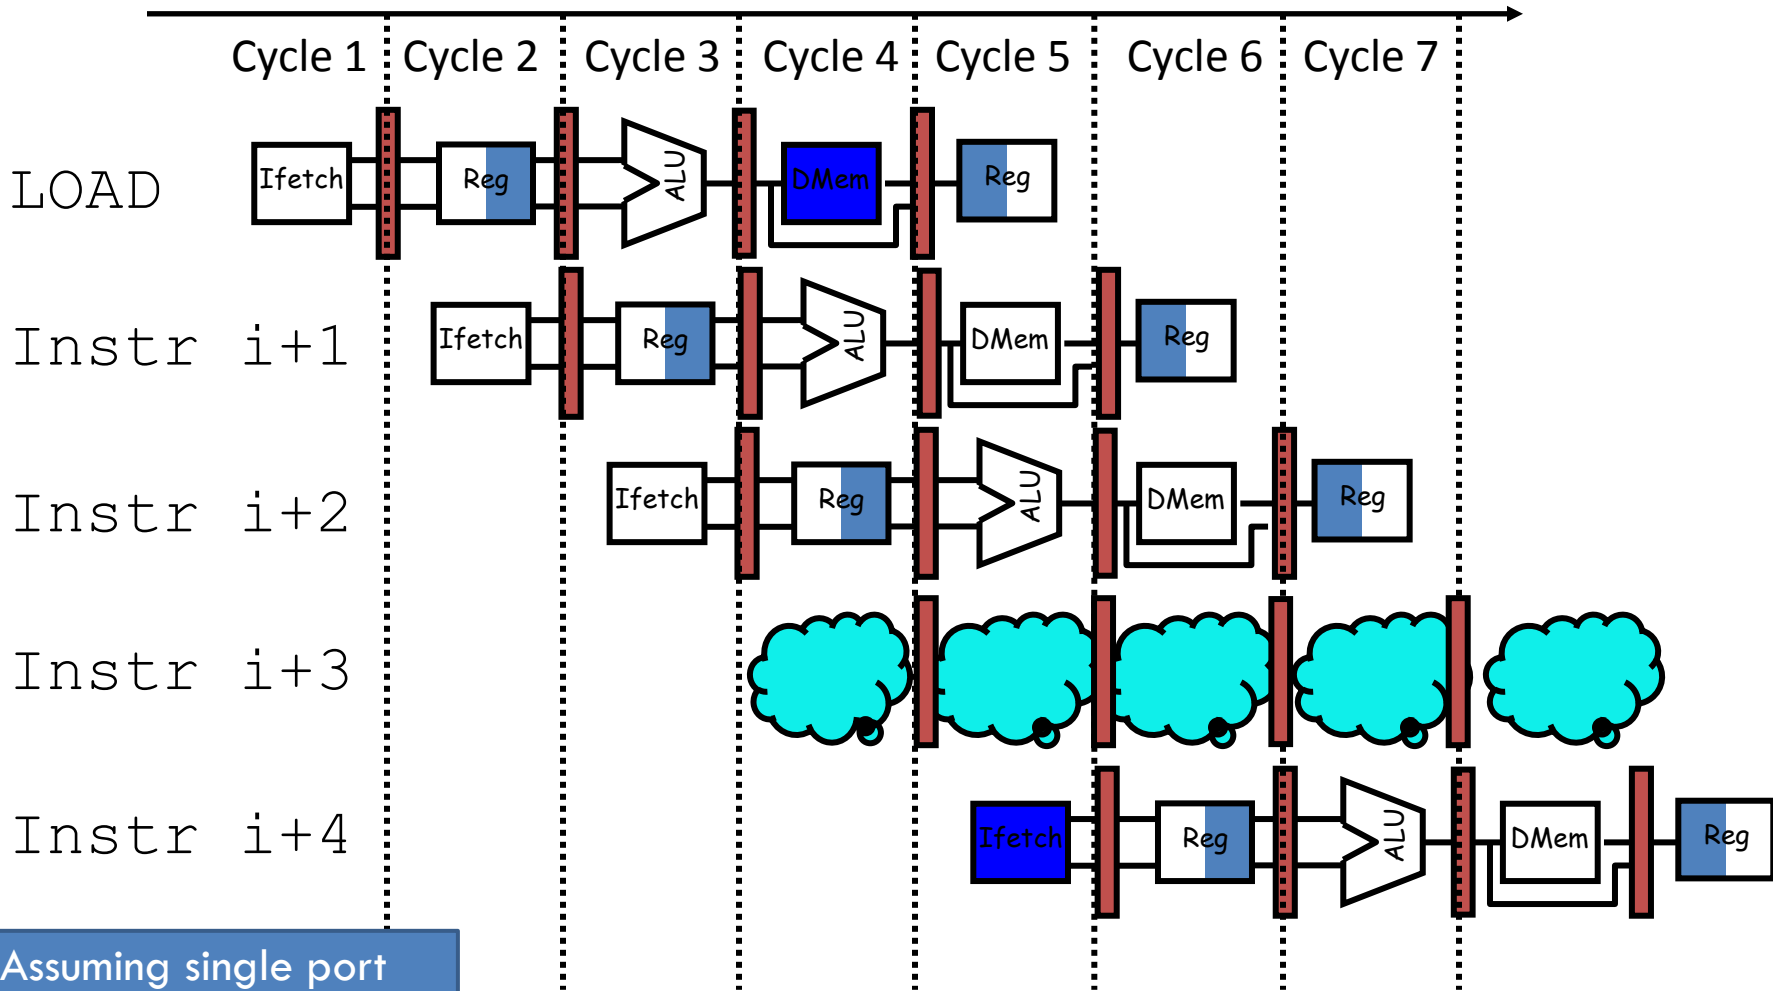 Cycle 1 Cycle 2 Cycle 3 Cycle 4 Cycle 5 Cycle 6 Cycle 7
LOAD Ifetch Reg ALU DMem Reg
Instr i+1 Ifetch Reg ALU DMem Reg
Instr i+2 Ifetch Reg ALU DMem Reg
Instr i+3
Instr i+4 Ifetch Reg ALU DMem Reg
Assuming single port